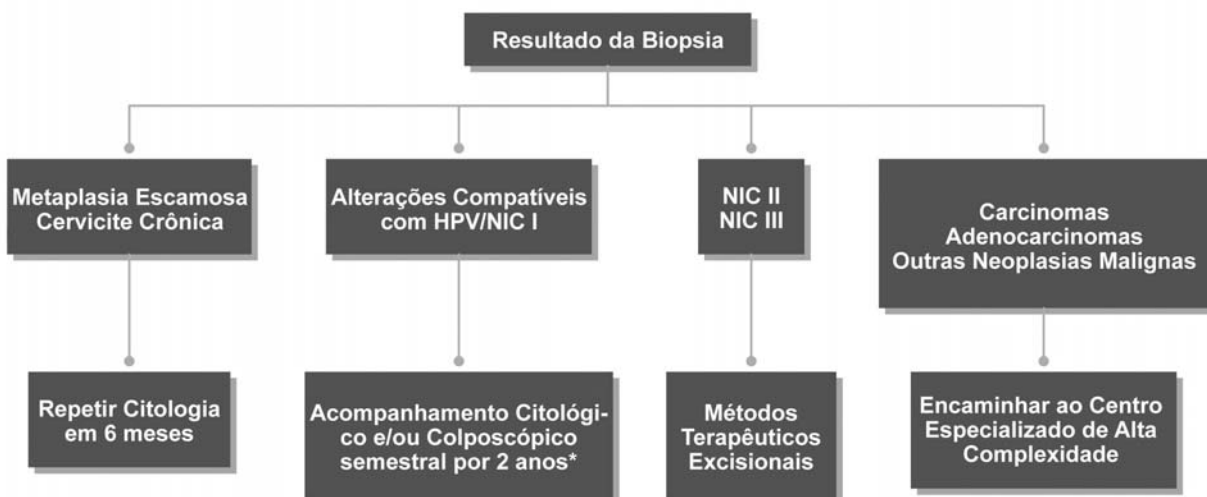 Resultado da Biopsia
Metaplasia Escamosa
Cervicite Crônica
Alterações Compatíveis
com HPV/NIC I
NIC II
NIC III
Carcinomas
Adenocarcinomas
Outras Neoplasias Malignas
Repetir Citologia
em 6 meses
Acompanhamento Citológi-
co e/ou Colposcópico
semestral por 2 anos*
Métodos
Terapêuticos
Excisionais
Encaminhar ao Centro
Especializado de Alta
Complexidade